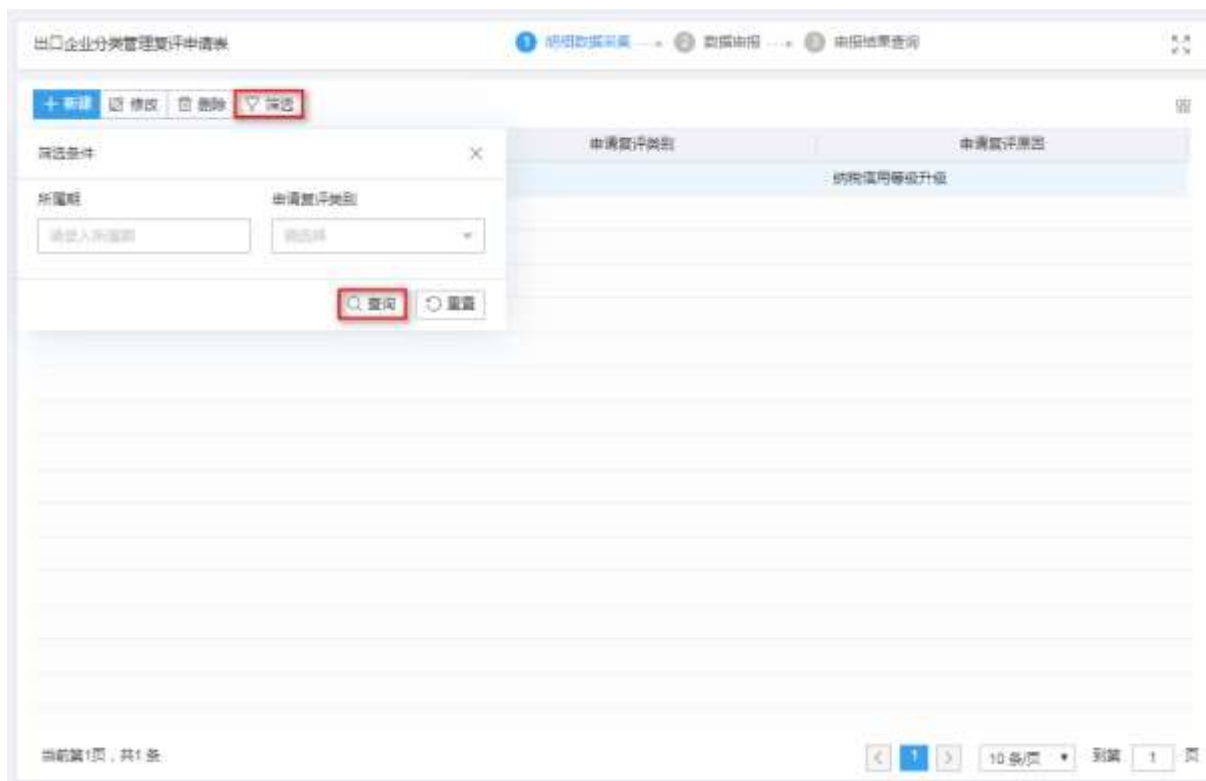 出口企业分类管理复评申请表
1 明细数据采集 2 数据申报 3 申报结果查询
新建 修改 删除 筛选
筛选条件
申请复评类别 申请复评原因
纳税信用等级升级
所属期 申请复评类别
请录入所属期 请选择
查询 重置
当前第1页，共1条
1 10 条/页 到第 1 页